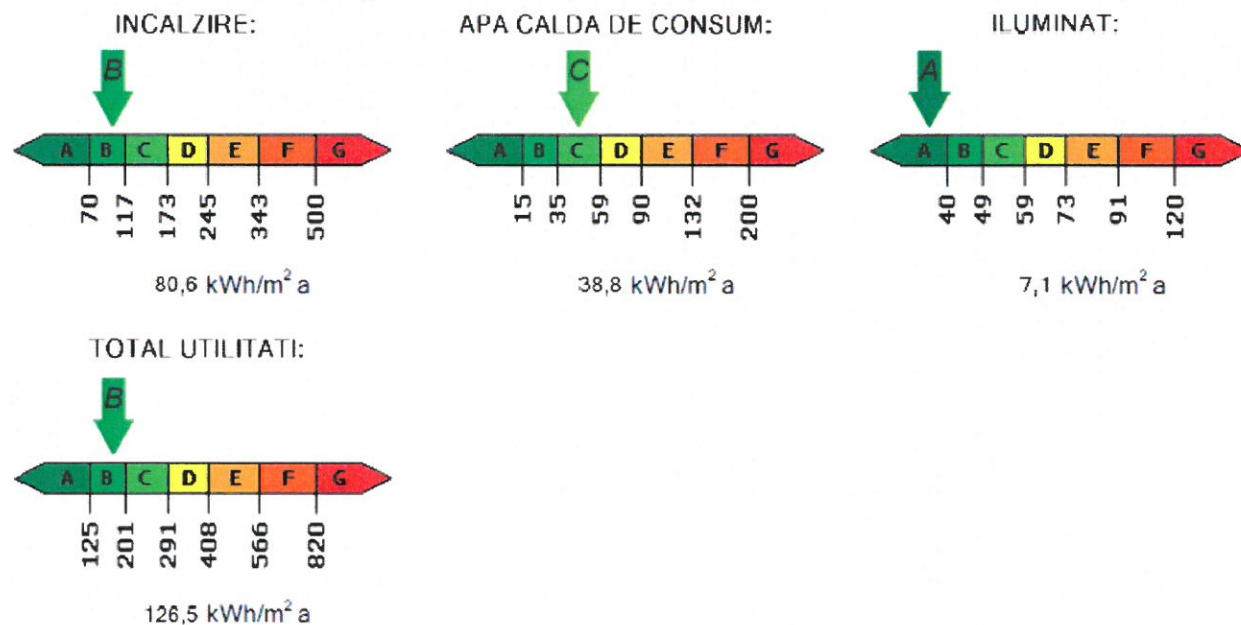 INCALZIRE:
B
A B C D E F G
70 117 173 245 343 500
80,6 kWh/m² a
APA CALDA DE CONSUM:
C
A B C D E F G
15 35 59 90 132 200
38,8 kWh/m² a
ILUMINAT:
A
A B C D E F G
40 49 59 73 91 120
7,1 kWh/m² a
TOTAL UTILITATI:
B
A B C D E F G
125 201 291 408 566 820
126,5 kWh/m² a